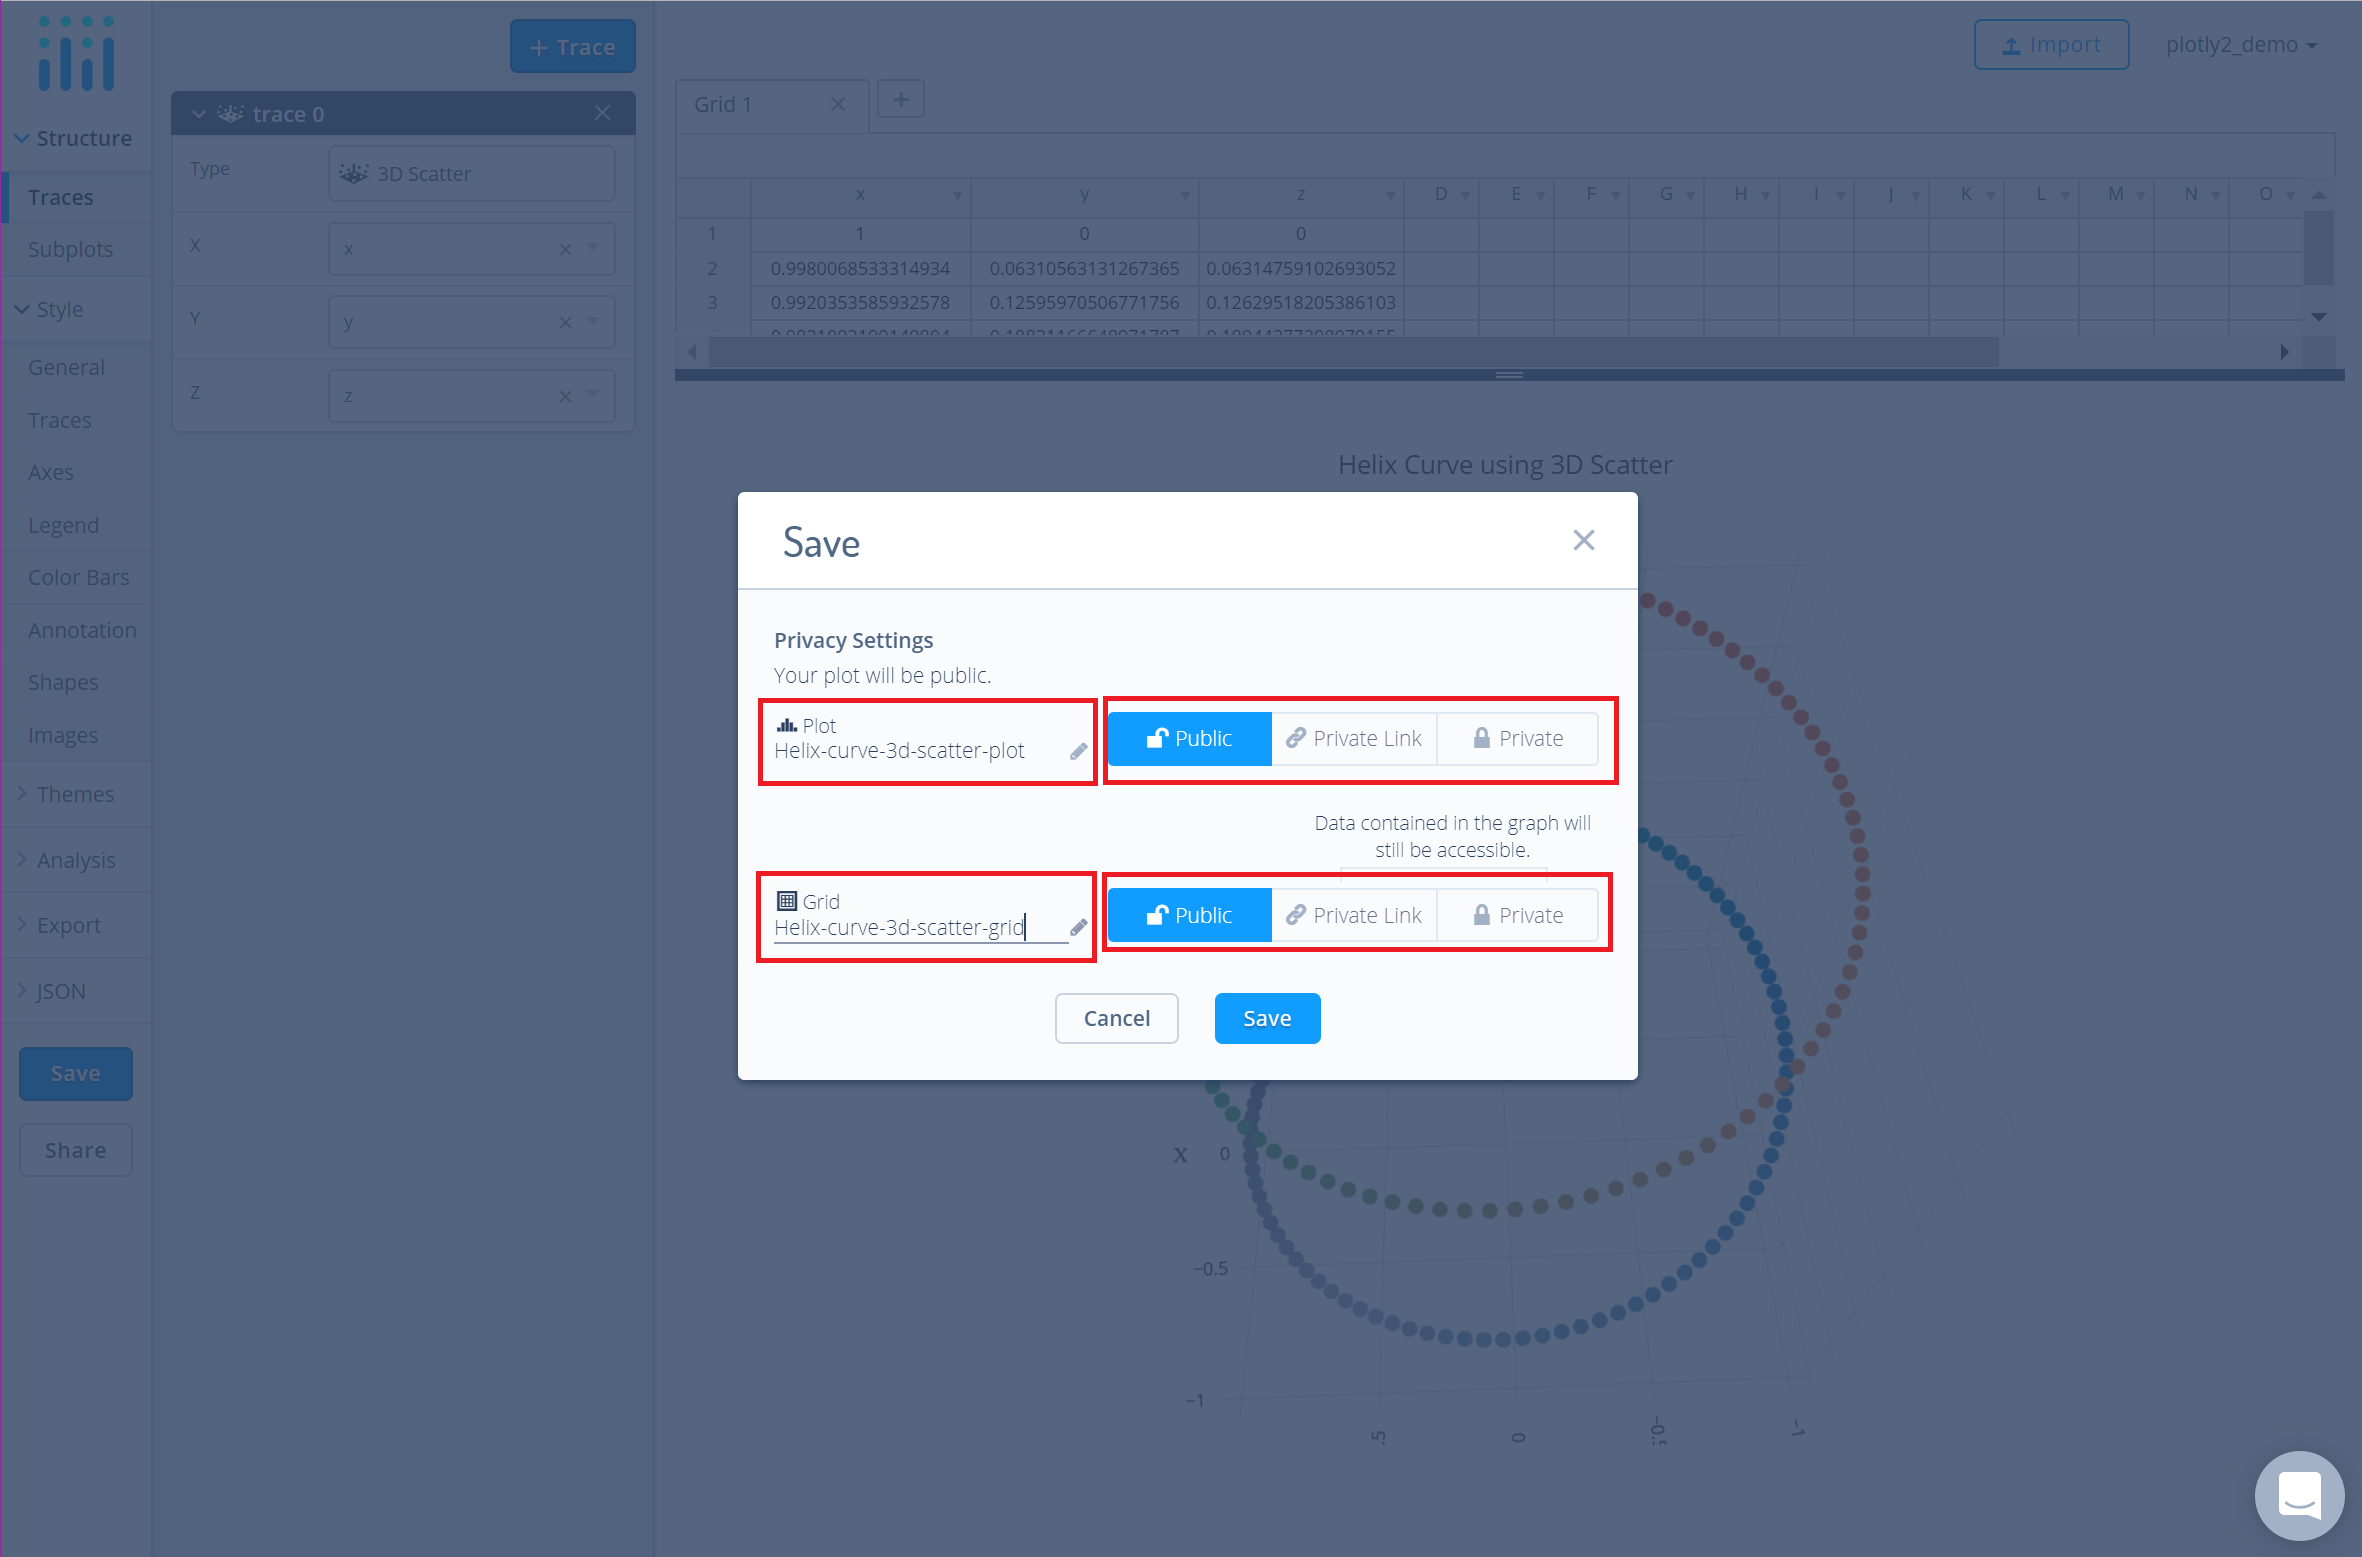 + Trace
Import
plotly2_demo
Structure
Traces
Subplots
Style
General
Traces
Axes
Legend
Color Bars
Annotation
Shapes
Images
Themes
Analysis
Export
JSON
Save
Share
trace 0
Type 3D Scatter
X x
Y y
Z z
Grid 1
x y z D E F G H I J K L M N O
1 1 0 0
2 0.9980068533314934 0.06310563131267365 0.06314759102693052
3 0.9920353585932578 0.12595970506771756 0.12629518205386103
Helix Curve using 3D Scatter
Save
Privacy Settings
Your plot will be public.
Plot
Helix-curve-3d-scatter-plot
Public Private Link Private
Data contained in the graph will
still be accessible.
Grid
Helix-curve-3d-scatter-grid
Public Private Link Private
Cancel Save
X 0
−0.5
−1
.5 0 −1